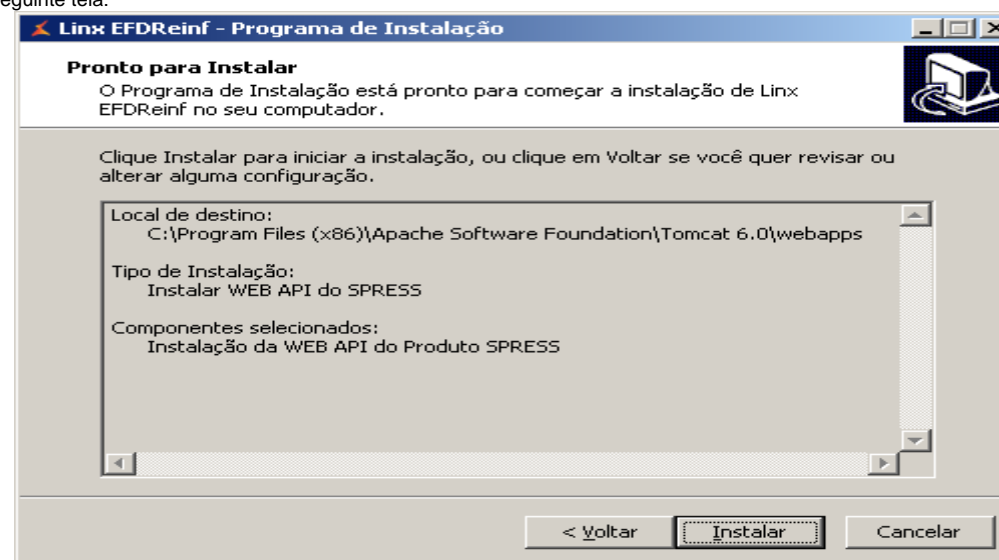 eguinte tela:
Linx EFDReinf - Programa de Instalação
Pronto para Instalar
O Programa de Instalação está pronto para começar a instalação de Linx
EFDReinf no seu computador.
Clique Instalar para iniciar a instalação, ou clique em Voltar se você quer revisar ou
alterar alguma configuração.
Local de destino:
C:\Program Files (x86)\Apache Software Foundation\Tomcat 6.0\webapps
Tipo de Instalação:
Instalar WEB API do SPRESS
Componentes selecionados:
Instalação da WEB API do Produto SPRESS
< Voltar
Instalar
Cancelar